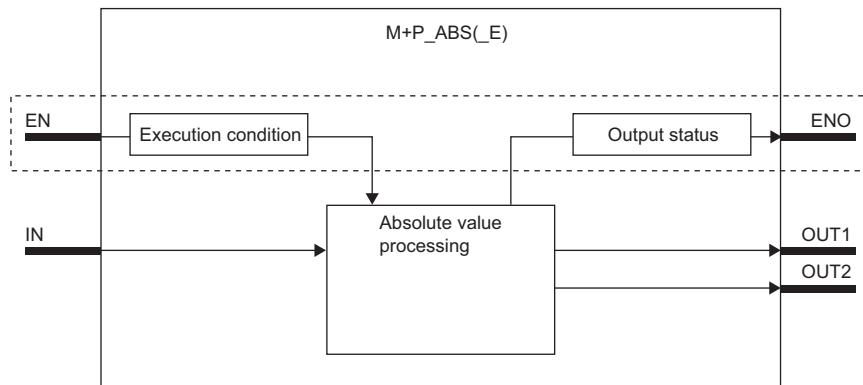 M+P_ABS(_E)
EN
Execution condition
Output status
ENO
IN
Absolute value
processing
OUT1
OUT2